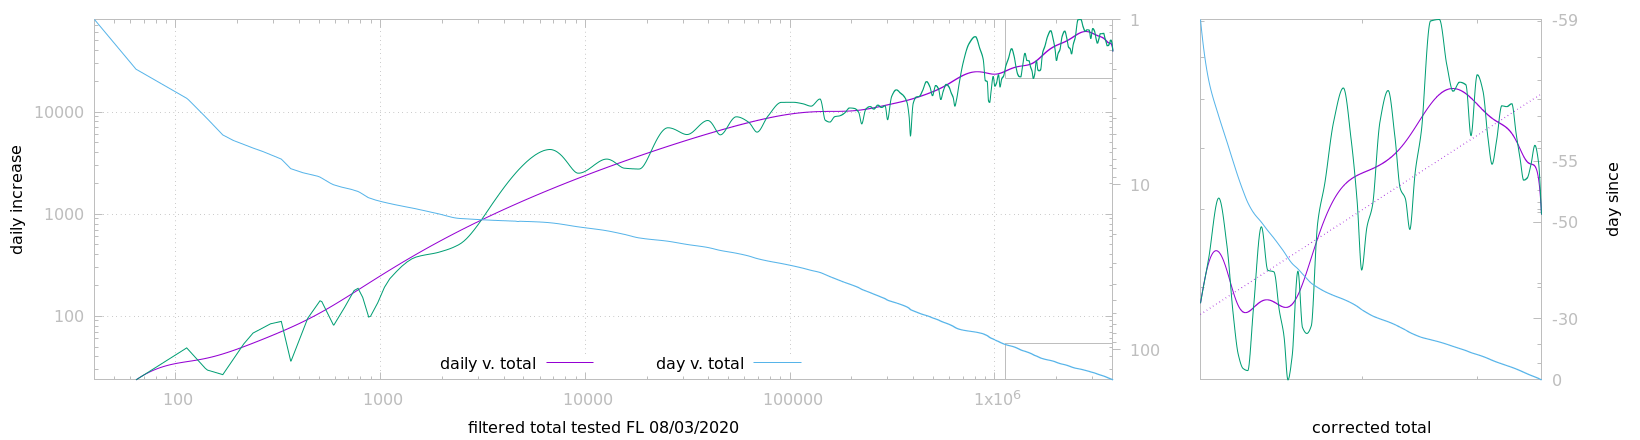 daily increase
10000
1000
100
100
1000
10000
100000
1x10^6
1
10
100
daily v. total
day v. total
filtered total tested FL 08/03/2020
-59
-55
-50
-30
0
day since
corrected total